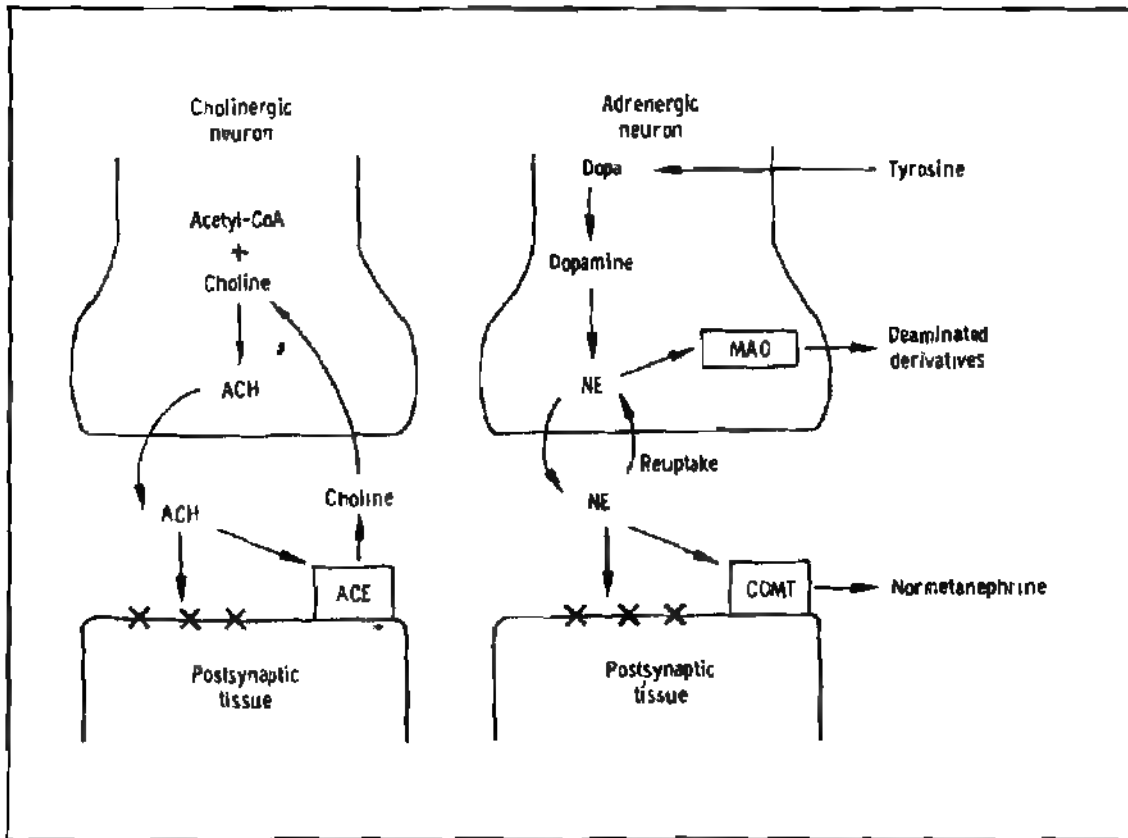 Cholinergic
neuron
Acetyl-CoA
+
Choline
ACH
ACH
Choline
ACE
Postsynaptic
tissue
Adrenergic
neuron
Dopa
Tyrosine
Dopamine
NE
MAO
Deaminated
derivatives
Reuptake
NE
COMT
Normetanephrine
Postsynaptic
tissue